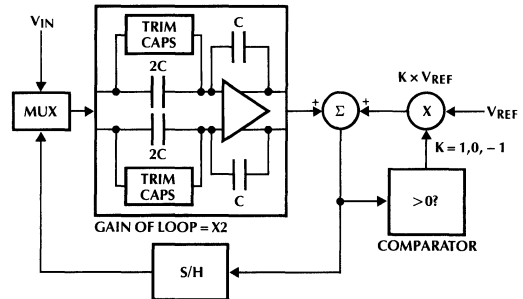 V_IN
TRIM
CAPS
C
2C
K × V_REF
MUX
+
Σ
+
X
V_REF
2C
K = 1, 0, – 1
TRIM
CAPS
C
> 0?
GAIN OF LOOP = X2
COMPARATOR
S/H